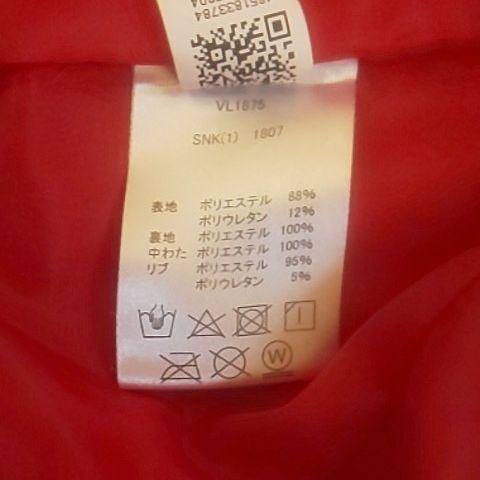 4851833784
VL1875
SNK(1) 1807
表地 ポリエステル 88%
ポリウレタン 12%
裏地 ポリエステル 100%
中わた ポリエステル 100%
リブ ポリエステル 95%
ポリウレタン 5%
W